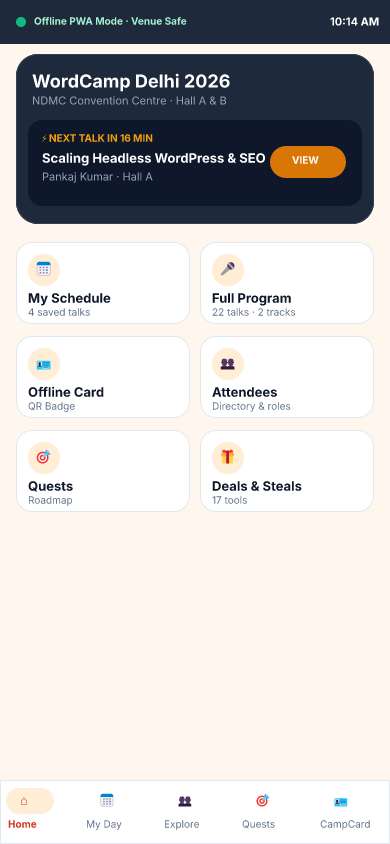 Offline PWA Mode · Venue Safe
10:14 AM
WordCamp Delhi 2026
NDMC Convention Centre · Hall A & B
⚡NEXT TALK IN 16 MIN
Scaling Headless WordPress & SEO
VIEW
Pankaj Kumar · Hall A
My Schedule
4 saved talks
Full Program
22 talks · 2 tracks
Offline Card
QR Badge
Attendees
Directory & roles
Quests
Roadmap
Deals & Steals
17 tools
Home
My Day
Explore
Quests
CampCard